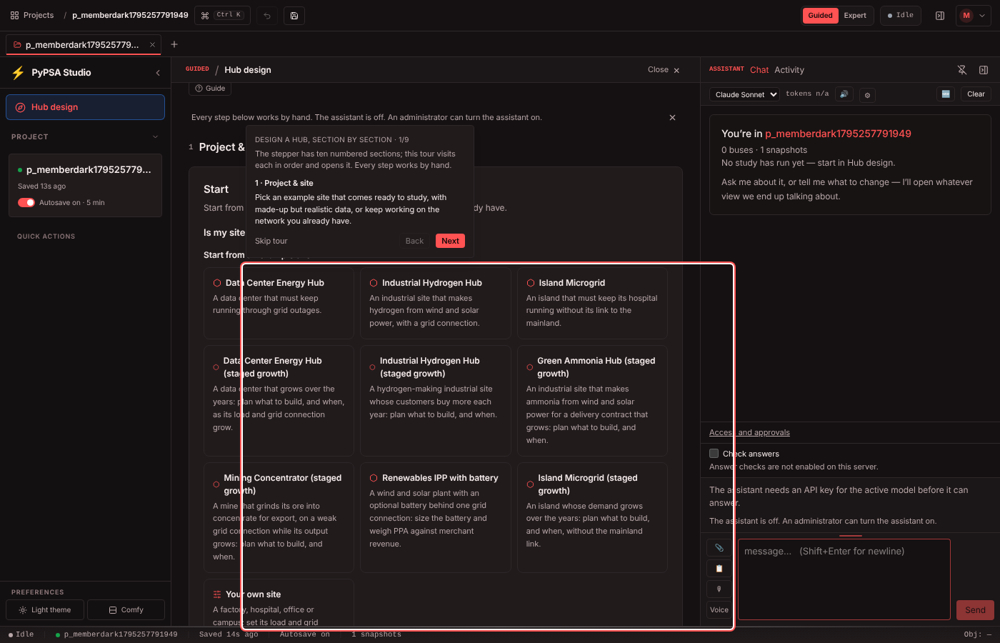 Projects / p_memberdark1795257791949 ⌘ Ctrl K Guided Expert Idle M
p_memberdark179525779... × +
PyPSA Studio
Hub design
PROJECT
p_memberdark179525779...
Saved 13s ago
Autosave on · 5 min
QUICK ACTIONS
PREFERENCES
Light theme Comfy
GUIDED / Hub design Close ×
Guide
Every step below works by hand. The assistant is off. An administrator can turn the assistant on. ×
1 Project &
DESIGN A HUB, SECTION BY SECTION · 1/9
The stepper has ten numbered sections; this tour visits
each in order and opens it. Every step works by hand.
1 · Project & site
Pick an example site that comes ready to study, with
made-up but realistic data, or keep working on the
network you already have.
Skip tour Back Next
Start
Start from
have.
Is my site
Start from
Data Center Energy Hub
A data center that must keep
running through grid outages.
Industrial Hydrogen Hub
An industrial site that makes
hydrogen from wind and solar
power, with a grid connection.
Island Microgrid
An island that must keep its hospital
running without its link to the
mainland.
Data Center Energy Hub
(staged growth)
A data center that grows over the
years: plan what to build, and when,
as its load and grid connection
grow.
Industrial Hydrogen Hub
(staged growth)
A hydrogen-making industrial site
whose customers buy more each
year: plan what to build, and when.
Green Ammonia Hub (staged
growth)
An industrial site that makes
ammonia from wind and solar
power for a delivery contract that
grows: plan what to build, and
when.
Mining Concentrator (staged
growth)
A mine that grinds its ore into
concentrate for export, on a weak
grid connection while its output
grows: plan what to build, and
when.
Renewables IPP with battery
A wind and solar plant with an
optional battery behind one grid
connection: size the battery and
weigh PPA against merchant
revenue.
Island Microgrid (staged
growth)
An island whose demand grows
over the years: plan what to build,
and when, without the mainland
link.
Your own site
A factory, hospital, office or
campus: set its load and grid
ASSISTANT Chat Activity
Claude Sonnet tokens n/a Clear
You're in p_memberdark1795257791949
0 buses · 1 snapshots
No study has run yet — start in Hub design.
Ask me about it, or tell me what to change — I'll open whatever
view we end up talking about.
Access and approvals
Check answers
Answer checks are not enabled on this server.
The assistant needs an API key for the active model before it can
answer.
The assistant is off. An administrator can turn the assistant on.
message... (Shift+Enter for newline)
Voice
Send
Idle p_memberdark1795257791949 Saved 14s ago Autosave on 1 snapshots Obj: —